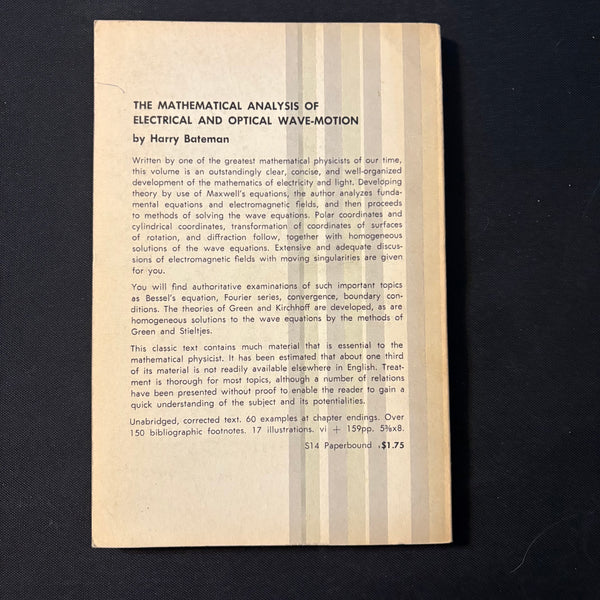 THE MATHEMATICAL ANALYSIS OF
ELECTRICAL AND OPTICAL WAVE-MOTION
by Harry Bateman
Written by one of the greatest mathematical physicists of our time,
this volume is an outstandingly clear, concise, and well-organized
development of the mathematics of electricity and light. Developing
theory by use of Maxwell's equations, the author analyzes funda-
mental equations and electromagnetic fields, and then proceeds
to methods of solving the wave equations. Polar coordinates and
cylindrical coordinates, transformation of coordinates of surfaces
of rotation, and diffraction follow, together with homogeneous
solutions of the wave equations. Extensive and adequate discus-
sions of electromagnetic fields with moving singularities are given
for you.
You will find authoritative examinations of such important topics
as Bessel's equation, Fourier series, convergence, boundary con-
ditions. The theories of Green and Kirchhoff are developed, as are
homogeneous solutions to the wave equations by the methods of
Green and Stieltjes.
This classic text contains much material that is essential to the
mathematical physicist. It has been estimated that about one third
of its material is not readily available elsewhere in English. Treat-
ment is thorough for most topics, although a number of relations
have been presented without proof to enable the reader to gain a
quick understanding of the subject and its potentialities.
Unabridged, corrected text. 60 examples at chapter endings. Over
150 bibliographic footnotes. 17 illustrations. vi + 159pp. 5⅜x8.
S14 Paperbound $1.75